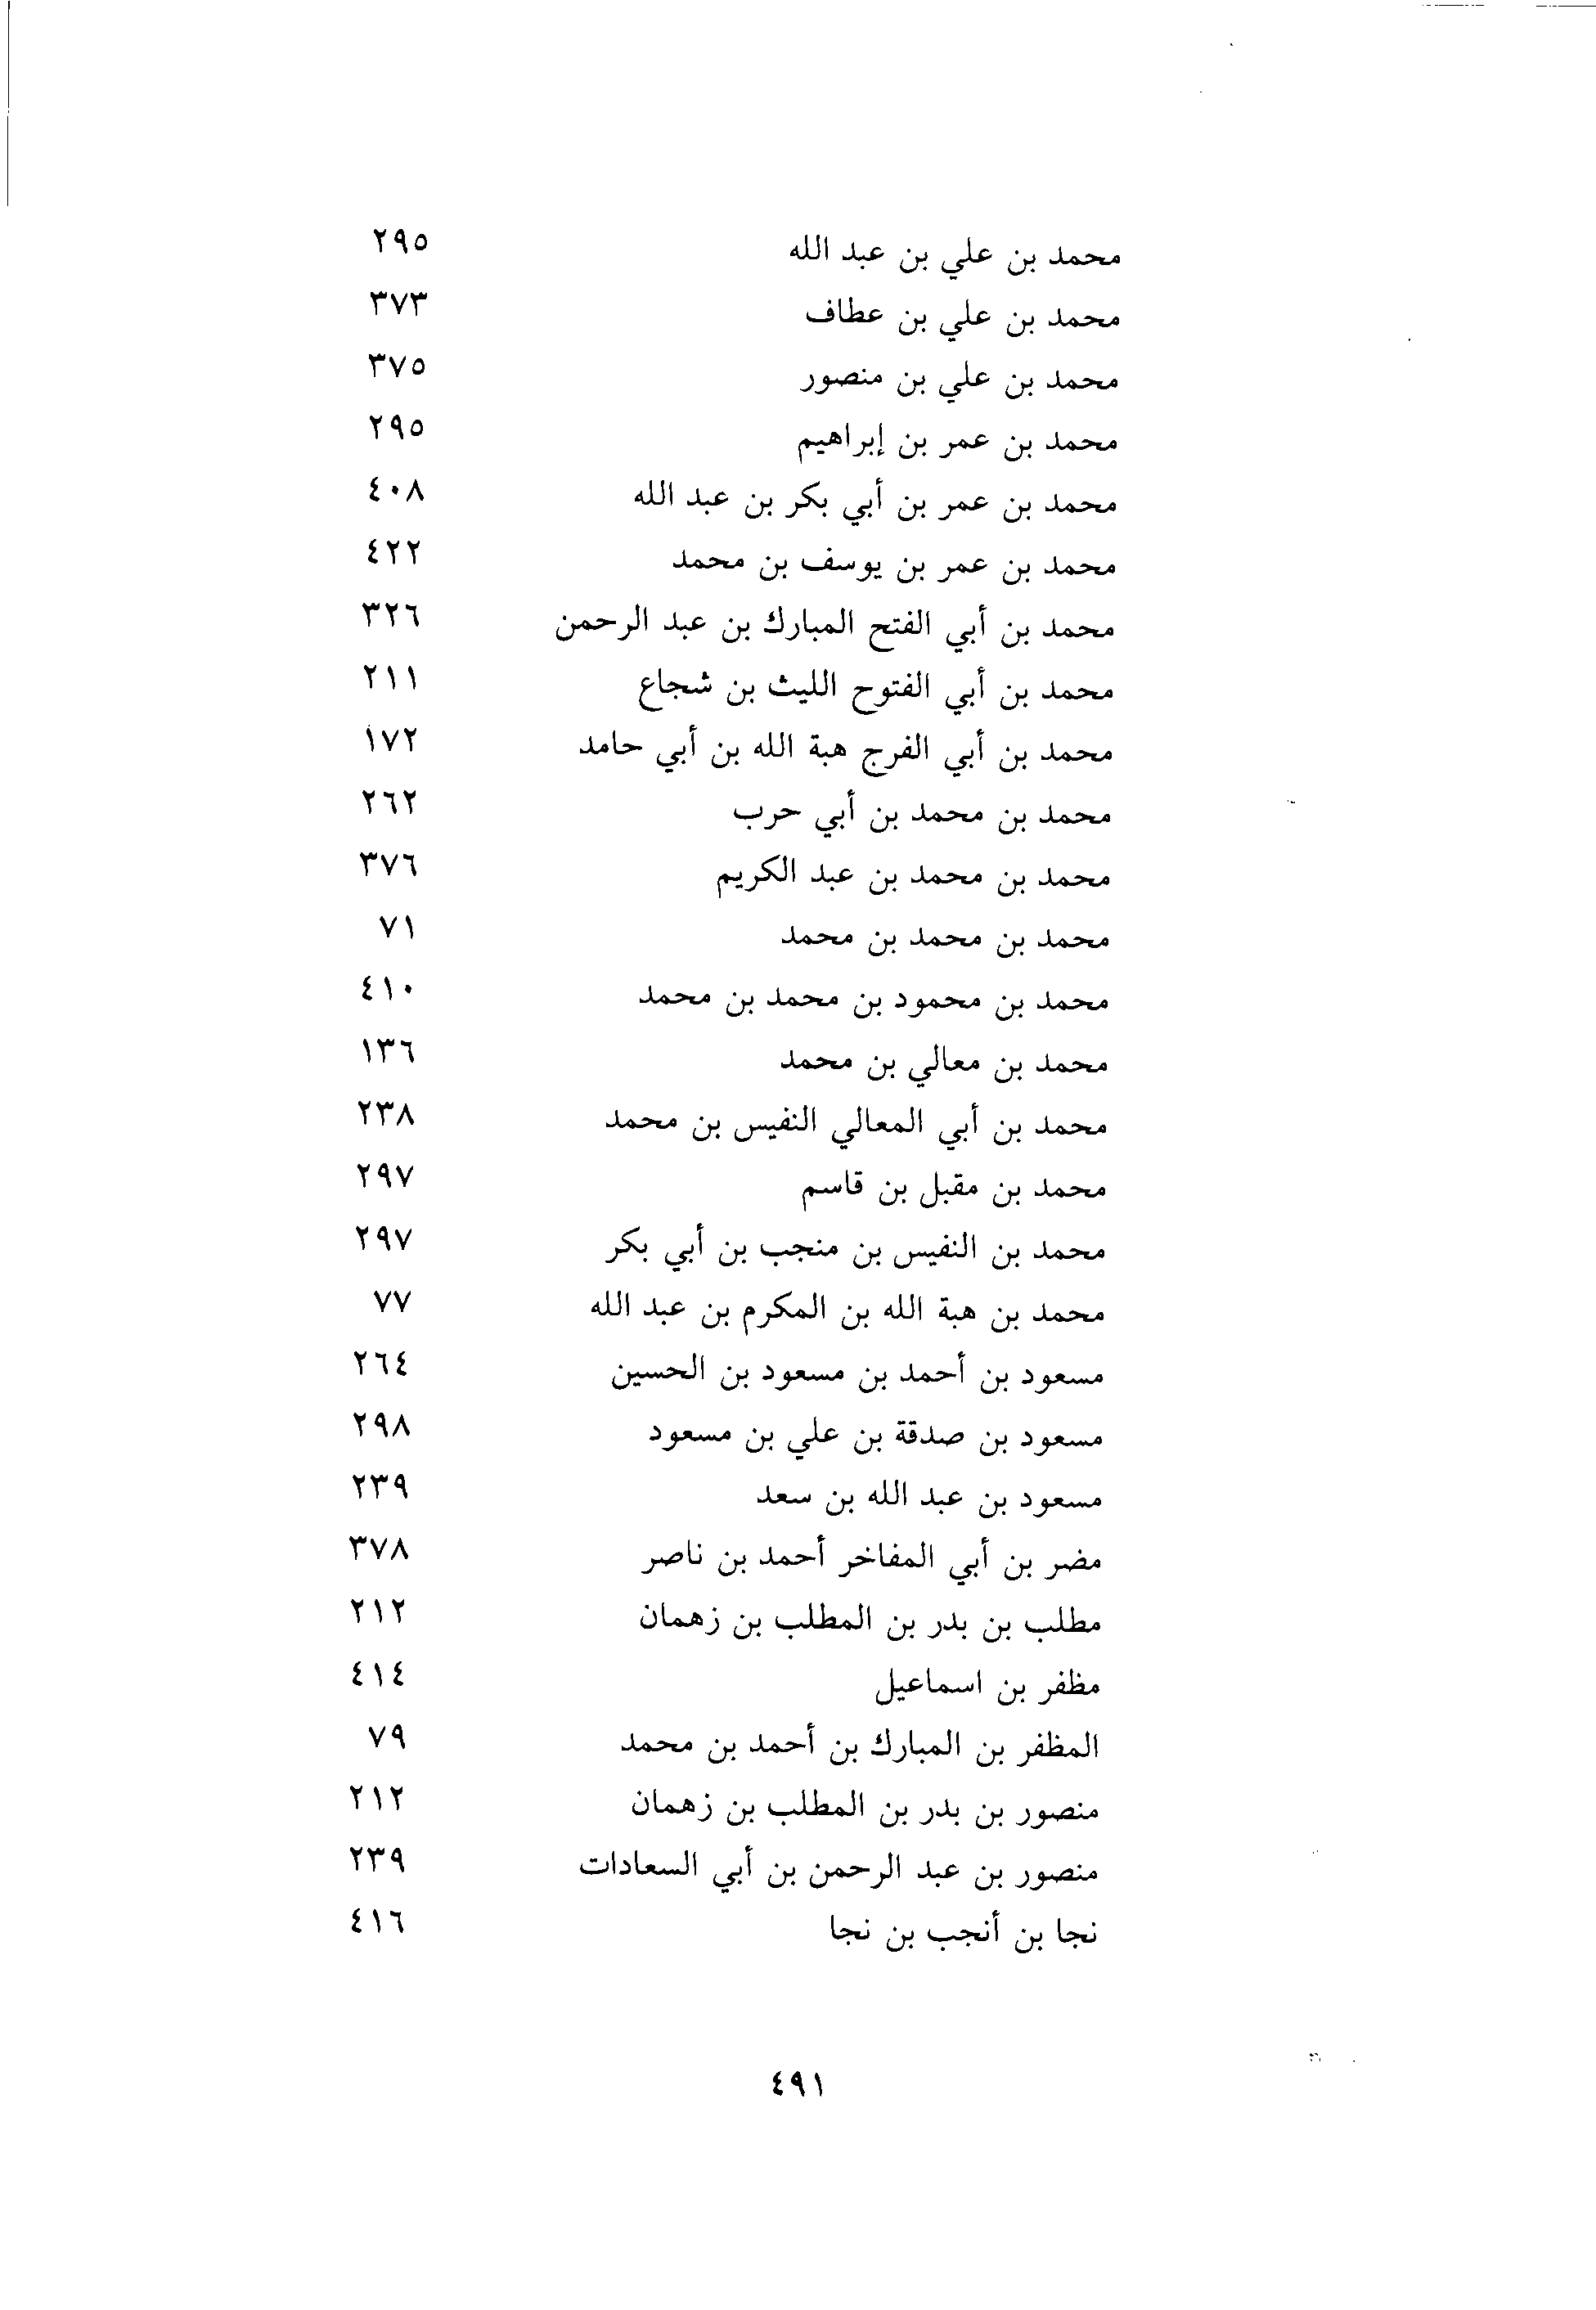 محمد بن علي بن عبد الله ٢٩٥
محمد بن علي بن عطاف ٣٧٣
محمد بن علي بن منصور ٣٧٥
محمد بن عمر بن إبراهيم ٢٩٥
محمد بن عمر بن أبي بكر بن عبد الله ٤٠٨
محمد بن عمر بن يوسف بن محمد ٤٢٢
محمد بن أبي الفتح المبارك بن عبد الرحمن ٣٢٦
محمد بن أبي الفتوح الليث بن شجاع ٢١١
محمد بن أبي الفرج هبة الله بن أبي حامد ١٧٢
محمد بن محمد بن أبي حرب ٢٦٢
محمد بن محمد بن عبد الكريم ٣٧٦
محمد بن محمد بن محمد ٧١
محمد بن محمود بن محمد بن محمد ٤١٠
محمد بن معالي بن محمد ١٣٦
محمد بن أبي المعالي النفيس بن محمد ٢٣٨
محمد بن مقبل بن قاسم ٢٩٧
محمد بن النفيس بن منجب بن أبي بكر ٢٩٧
محمد بن هبة الله بن المكرم بن عبد الله ٧٧
مسعود بن أحمد بن مسعود بن الحسين ٢٦٤
مسعود بن صدقة بن علي بن مسعود ٢٩٨
مسعود بن عبد الله بن سعد ٢٣٩
مضر بن أبي المفاخر أحمد بن ناصر ٣٧٨
مطلب بن بدر بن المطلب بن زهمان ٢١٢
مظفر بن اسماعيل ٤١٤
المظفر بن المبارك بن أحمد بن محمد ٧٩
منصور بن بدر بن المطلب بن زهمان ٢١٢
منصور بن عبد الرحمن بن أبي السعادات ٢٣٩
نجا بن أنجب بن نجا ٤١٦
٤٩١